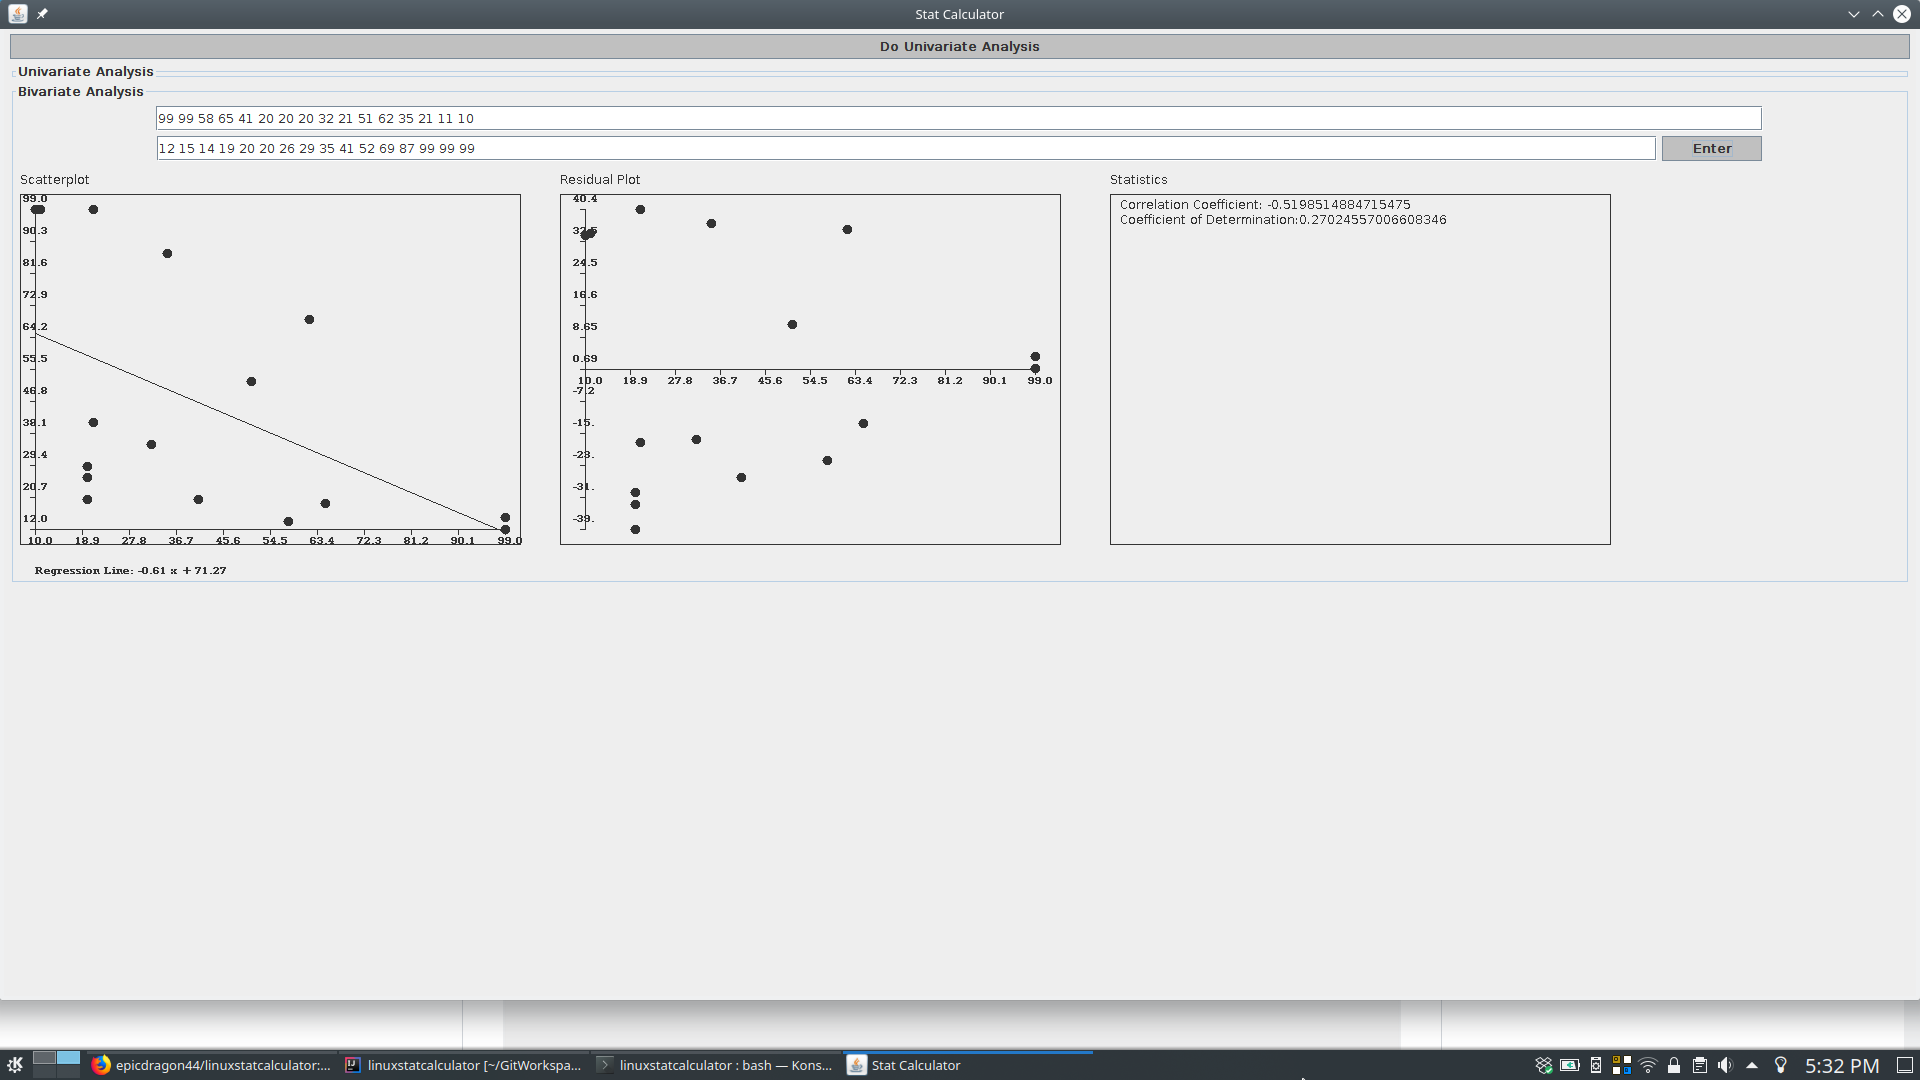 Stat Calculator
Do Univariate Analysis
Univariate Analysis
Bivariate Analysis
99 99 58 65 41 20 20 20 32 21 51 62 35 21 11 10
12 15 14 19 20 20 26 29 35 41 52 69 87 99 99 99
Enter
Scatterplot
99.0
90.3
81.6
72.9
64.2
55.5
46.8
38.1
29.4
20.7
12.0
10.0 18.9 27.8 36.7 45.6 54.5 63.4 72.3 81.2 90.1 99.0
Regression Line: -0.61 x + 71.27
Residual Plot
40.4
32.5
24.5
16.6
8.65
0.69
10.0 18.9 27.8 36.7 45.6 54.5 63.4 72.3 81.2 90.1 99.0
-7.2
-15.
-23.
-31.
-39.
Statistics
Correlation Coefficient: -0.5198514884715475
Coefficient of Determination:0.27024557006608346
epicdragon44/linuxstatcalculator:...
linuxstatcalculator [~/GitWorkspa...
linuxstatcalculator : bash — Kons...
Stat Calculator
5:32 PM